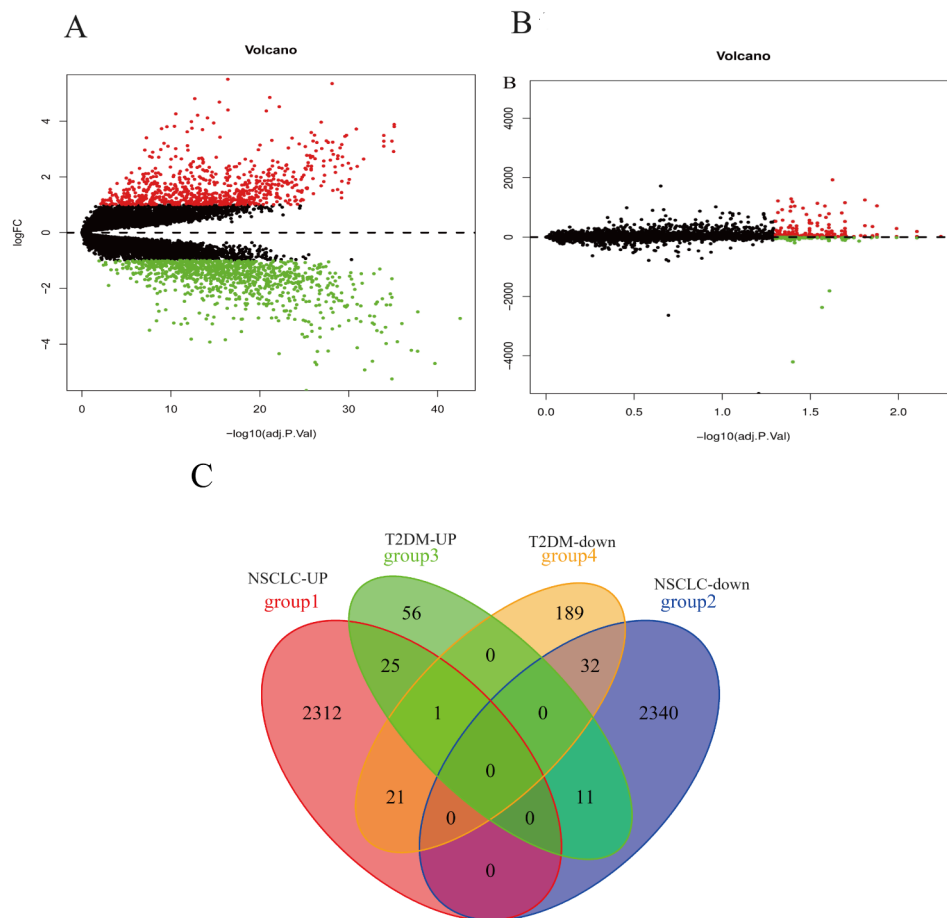 A
Volcano
4
2
0
-2
-4
logFC
0
10
20
30
40
−log10(adj.P.Val)
B
Volcano
B
4000
2000
0
-2000
-4000
0.0
0.5
1.0
1.5
2.0
−log10(adj.P.Val)
C
T2DM-UP
group3
T2DM-down
group4
NSCLC-UP
group1
NSCLC-down
group2
56
189
0
25
32
2312
1
0
2340
0
21
11
0
0
0